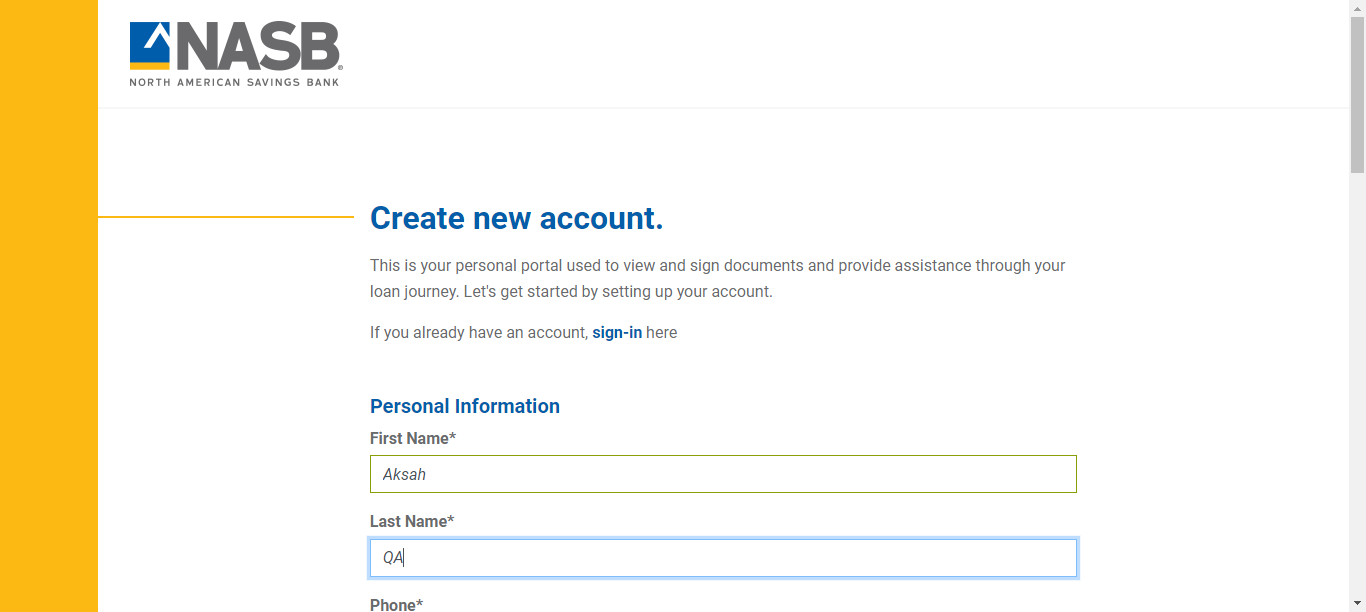 NASB®
NORTH AMERICAN SAVINGS BANK
Create new account.
This is your personal portal used to view and sign documents and provide assistance through your
loan journey. Let's get started by setting up your account.
If you already have an account, sign-in here
Personal Information
First Name*
Aksah
Last Name*
QA
Phone*